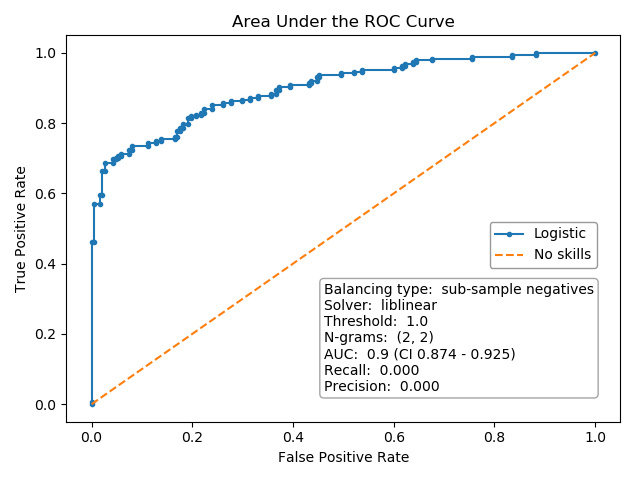 Area Under the ROC Curve
1.0
0.8
0.6
0.4
0.2
0.0
True Positive Rate
Logistic
No skills
Balancing type:  sub-sample negatives
Solver:  liblinear
Threshold:  1.0
N-grams:  (2, 2)
AUC:  0.9 (CI 0.874 - 0.925)
Recall:  0.000
Precision:  0.000
0.0 0.2 0.4 0.6 0.8 1.0
False Positive Rate